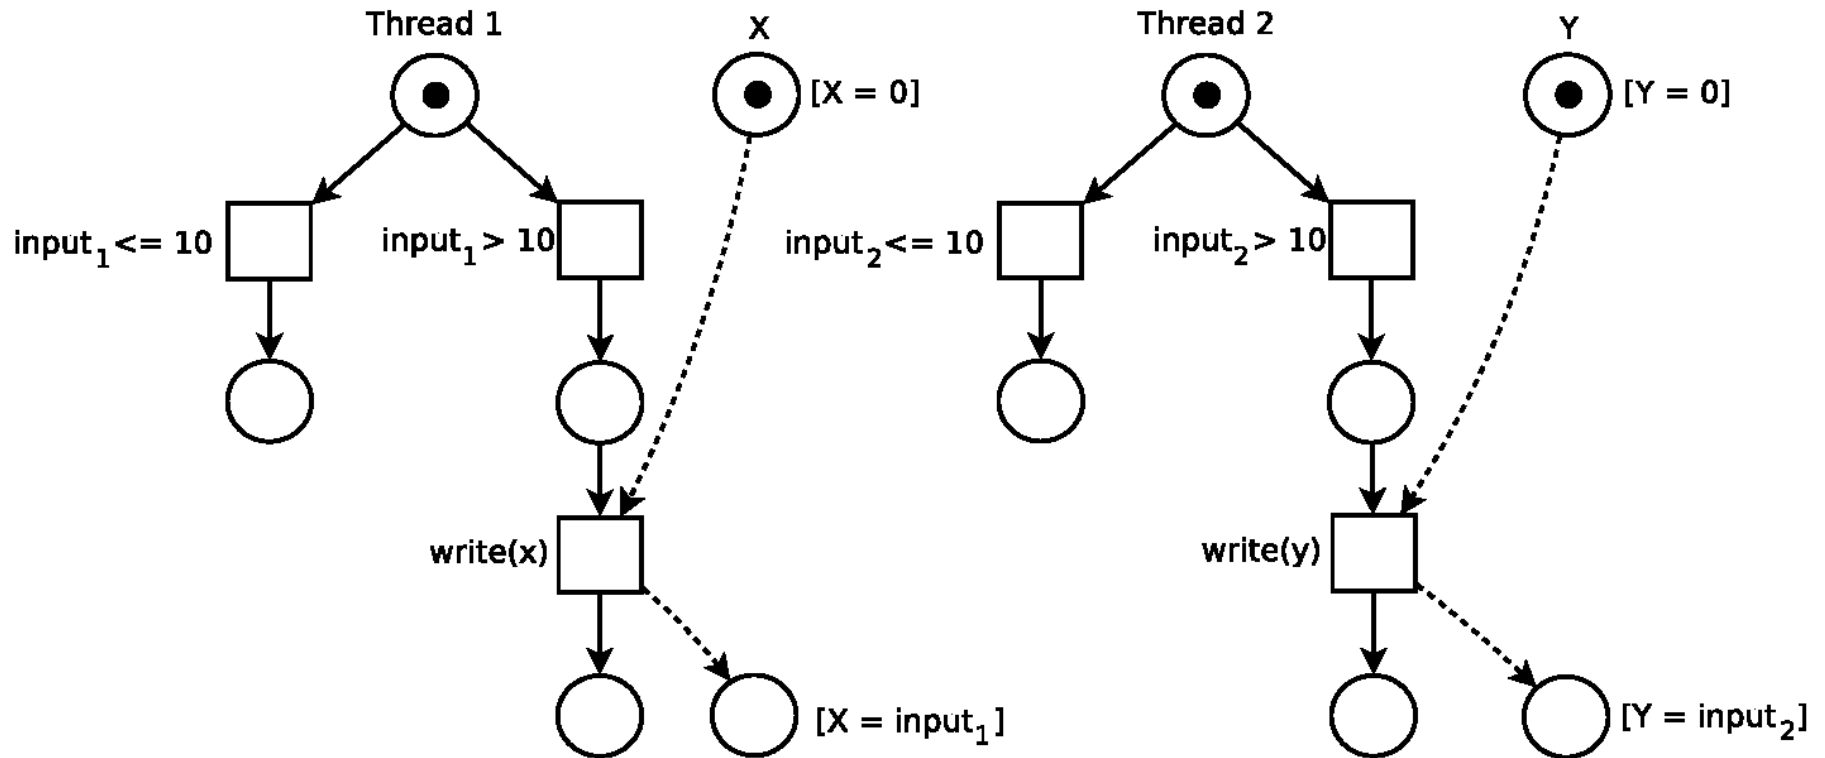 Thread 1
X
Thread 2
Y
[X = 0]
[Y = 0]
input₁<= 10
input₁> 10
input₂<= 10
input₂> 10
write(x)
write(y)
[X = input₁]
[Y = input₂]